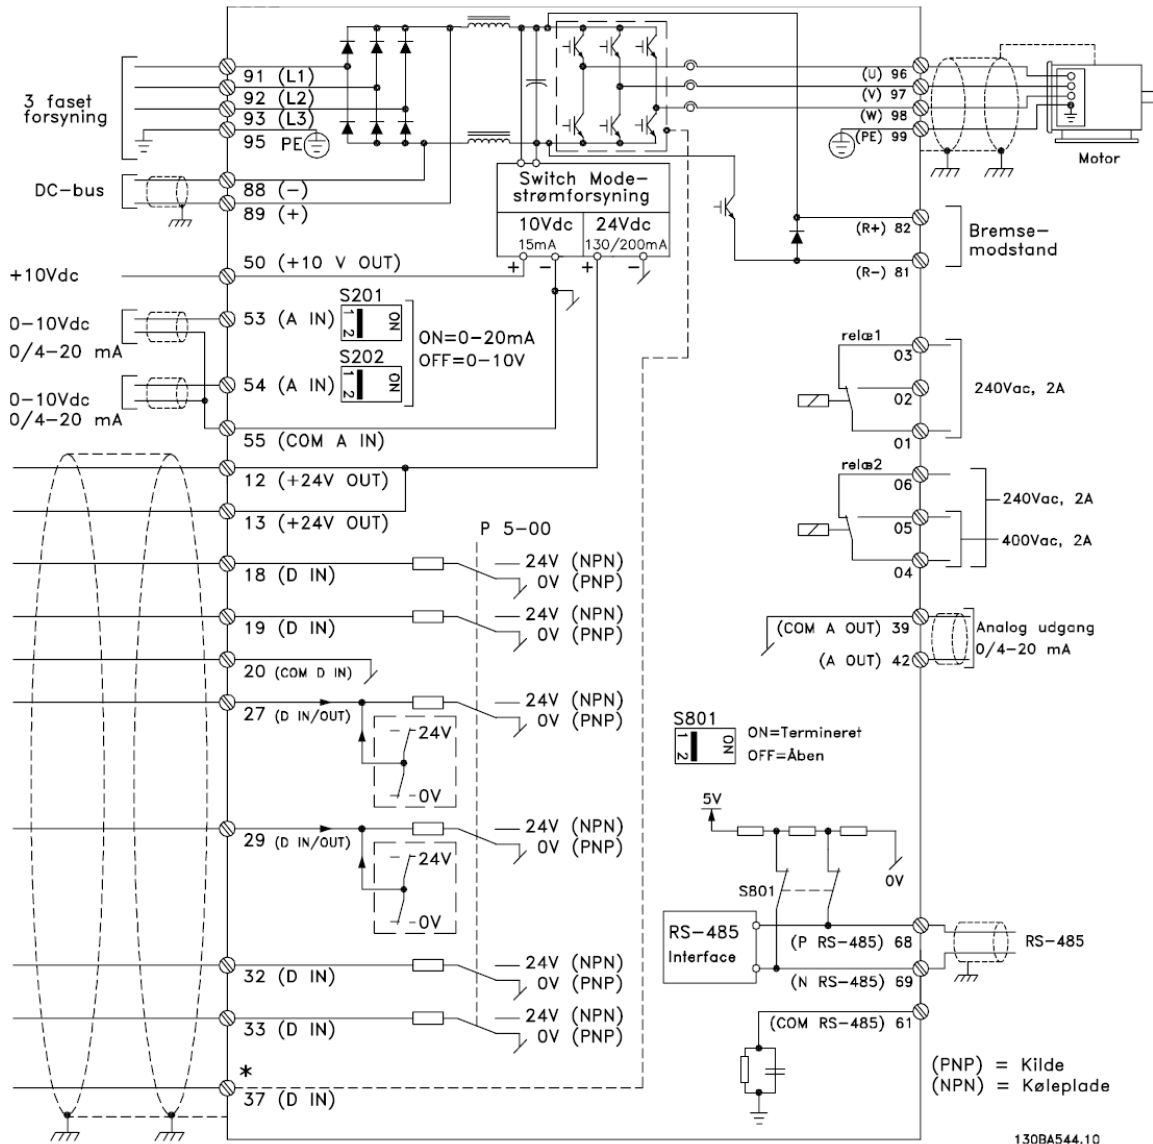 3 faset
forsyning
91 (L1)
92 (L2)
93 (L3)
95 PE
DC-bus
88 (-)
89 (+)
+10Vdc
50 (+10 V OUT)
0-10Vdc
0/4-20 mA
53 (A IN)
S201
1 2
ON
ON=0-20mA
OFF=0-10V
0-10Vdc
0/4-20 mA
54 (A IN)
S202
1 2
ON
55 (COM A IN)
12 (+24V OUT)
13 (+24V OUT)
P 5-00
18 (D IN)
24V (NPN)
0V (PNP)
19 (D IN)
24V (NPN)
0V (PNP)
20 (COM D IN)
27 (D IN/OUT)
24V (NPN)
0V (PNP)
24V
0V
29 (D IN/OUT)
24V (NPN)
0V (PNP)
24V
0V
32 (D IN)
24V (NPN)
0V (PNP)
33 (D IN)
24V (NPN)
0V (PNP)
*
37 (D IN)
Switch Mode-
strømforsyning
10Vdc
15mA
24Vdc
130/200mA
+ - + -
(U) 96
(V) 97
(W) 98
(PE) 99
Motor
(R+) 82
(R-) 81
Bremse-
modstand
relæ1
03
02
01
240Vac, 2A
relæ2
06
05
04
240Vac, 2A
400Vac, 2A
(COM A OUT) 39
(A OUT) 42
Analog udgang
0/4-20 mA
S801
1 2
ON
ON=Termineret
OFF=Åben
5V
0V
S801
RS-485
Interface
(P RS-485) 68
(N RS-485) 69
(COM RS-485) 61
RS-485
(PNP) = Kilde
(NPN) = Køleplade
130BA544.10